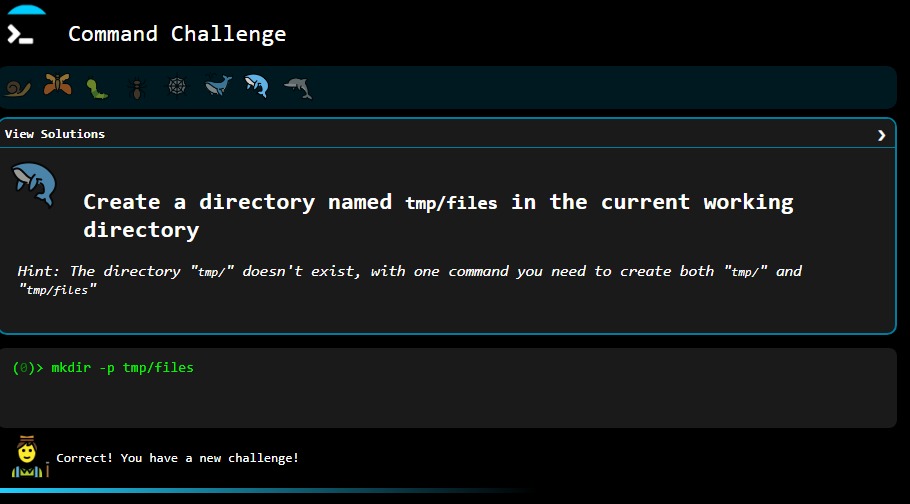 Command Challenge
View Solutions
Create a directory named tmp/files in the current working
directory
Hint: The directory "tmp/" doesn't exist, with one command you need to create both "tmp/" and
"tmp/files"
(0)> mkdir -p tmp/files
Correct! You have a new challenge!